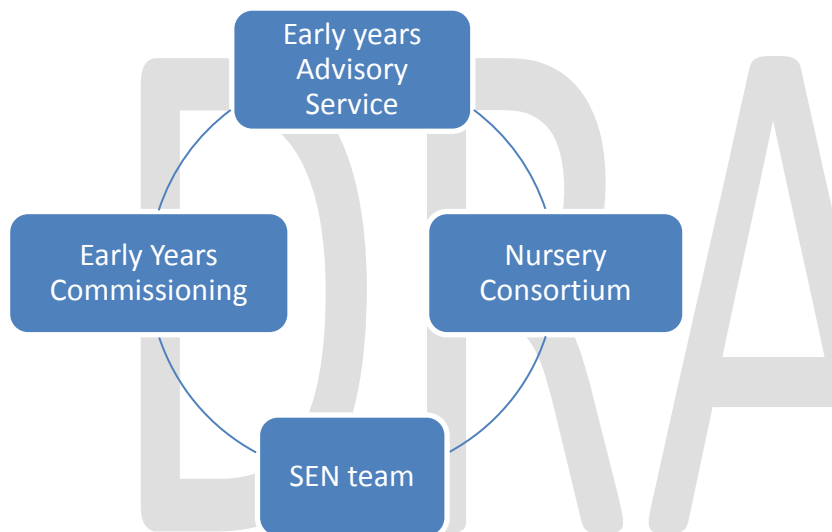 Early years
Advisory
Service
Early Years
Commissioning
Nursery
Consortium
SEN team
DRA